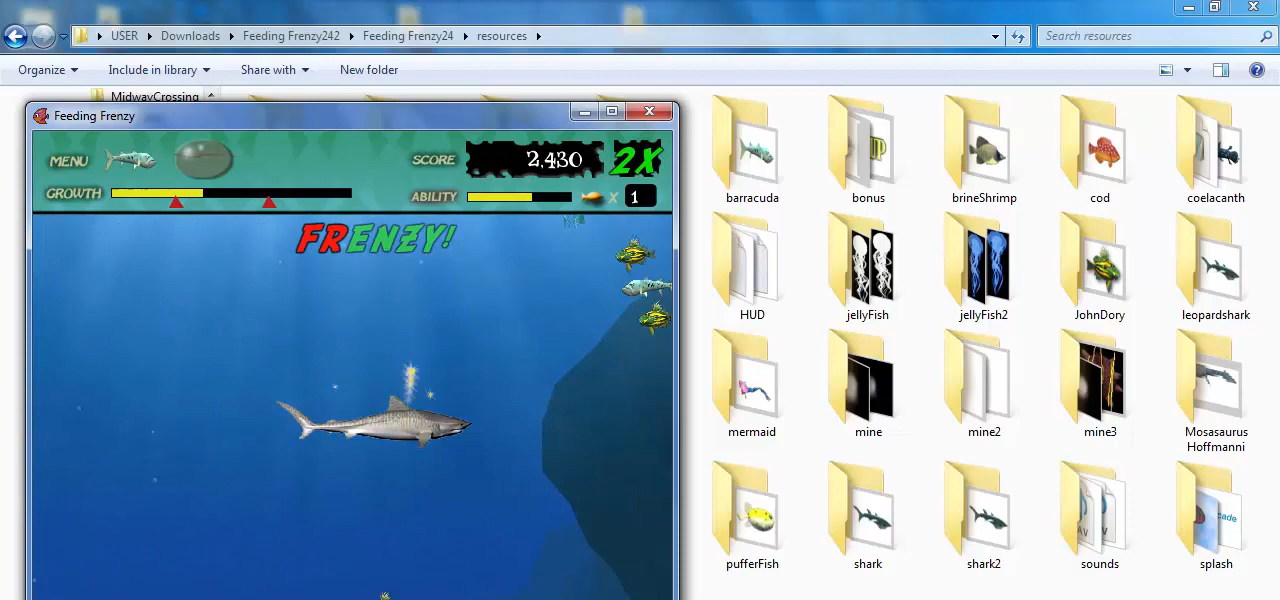 USER Downloads Feeding Frenzy242 Feeding Frenzy24 resources Search resources
Organize Include in library Share with New folder
MidwayCrossing
Feeding Frenzy
MENU SCORE 2,430 2X
GROWTH ABILITY X 1
FRENZY!
barracuda bonus brineShrimp cod coelacanth
HUD jellyFish jellyFish2 JohnDory leopardshark
mermaid mine mine2 mine3 Mosasaurus
Hoffmanni
pufferFish shark shark2 sounds splash